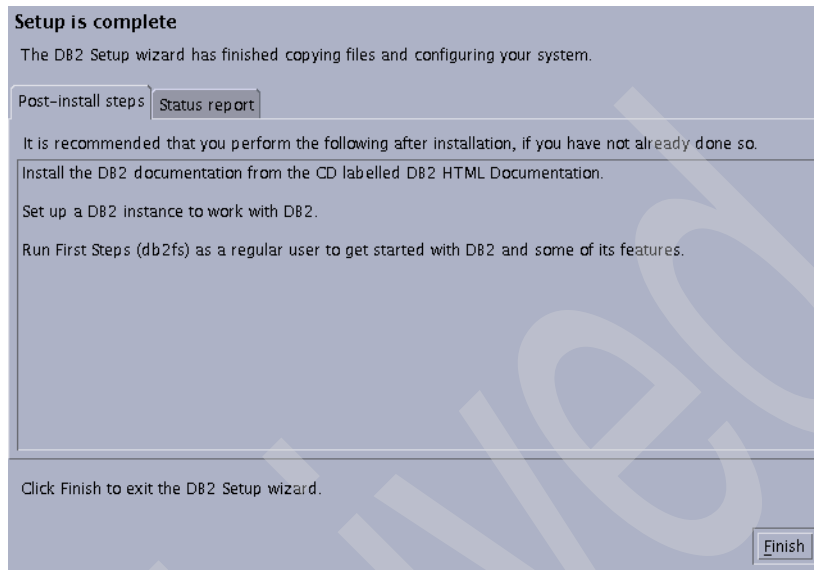 Setup is complete
The DB2 Setup wizard has finished copying files and configuring your system.
Post-install steps
Status report
It is recommended that you perform the following after installation, if you have not already done so.
Install the DB2 documentation from the CD labelled DB2 HTML Documentation.
Set up a DB2 instance to work with DB2.
Run First Steps (db2fs) as a regular user to get started with DB2 and some of its features.
Click Finish to exit the DB2 Setup wizard.
Finish